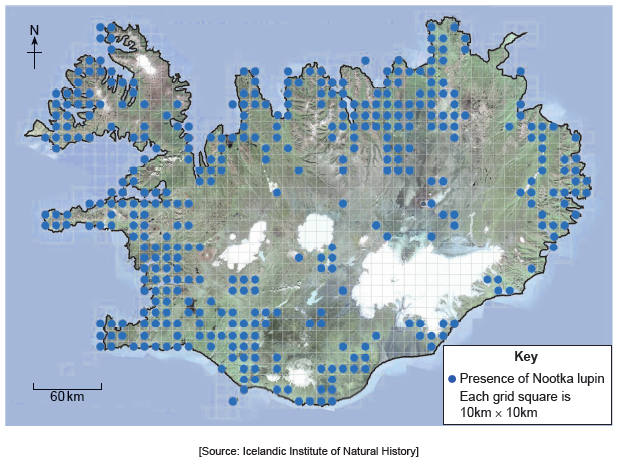 N
60 km
Key
Presence of Nootka lupin
Each grid square is
10km × 10km
[Source: Icelandic Institute of Natural History]